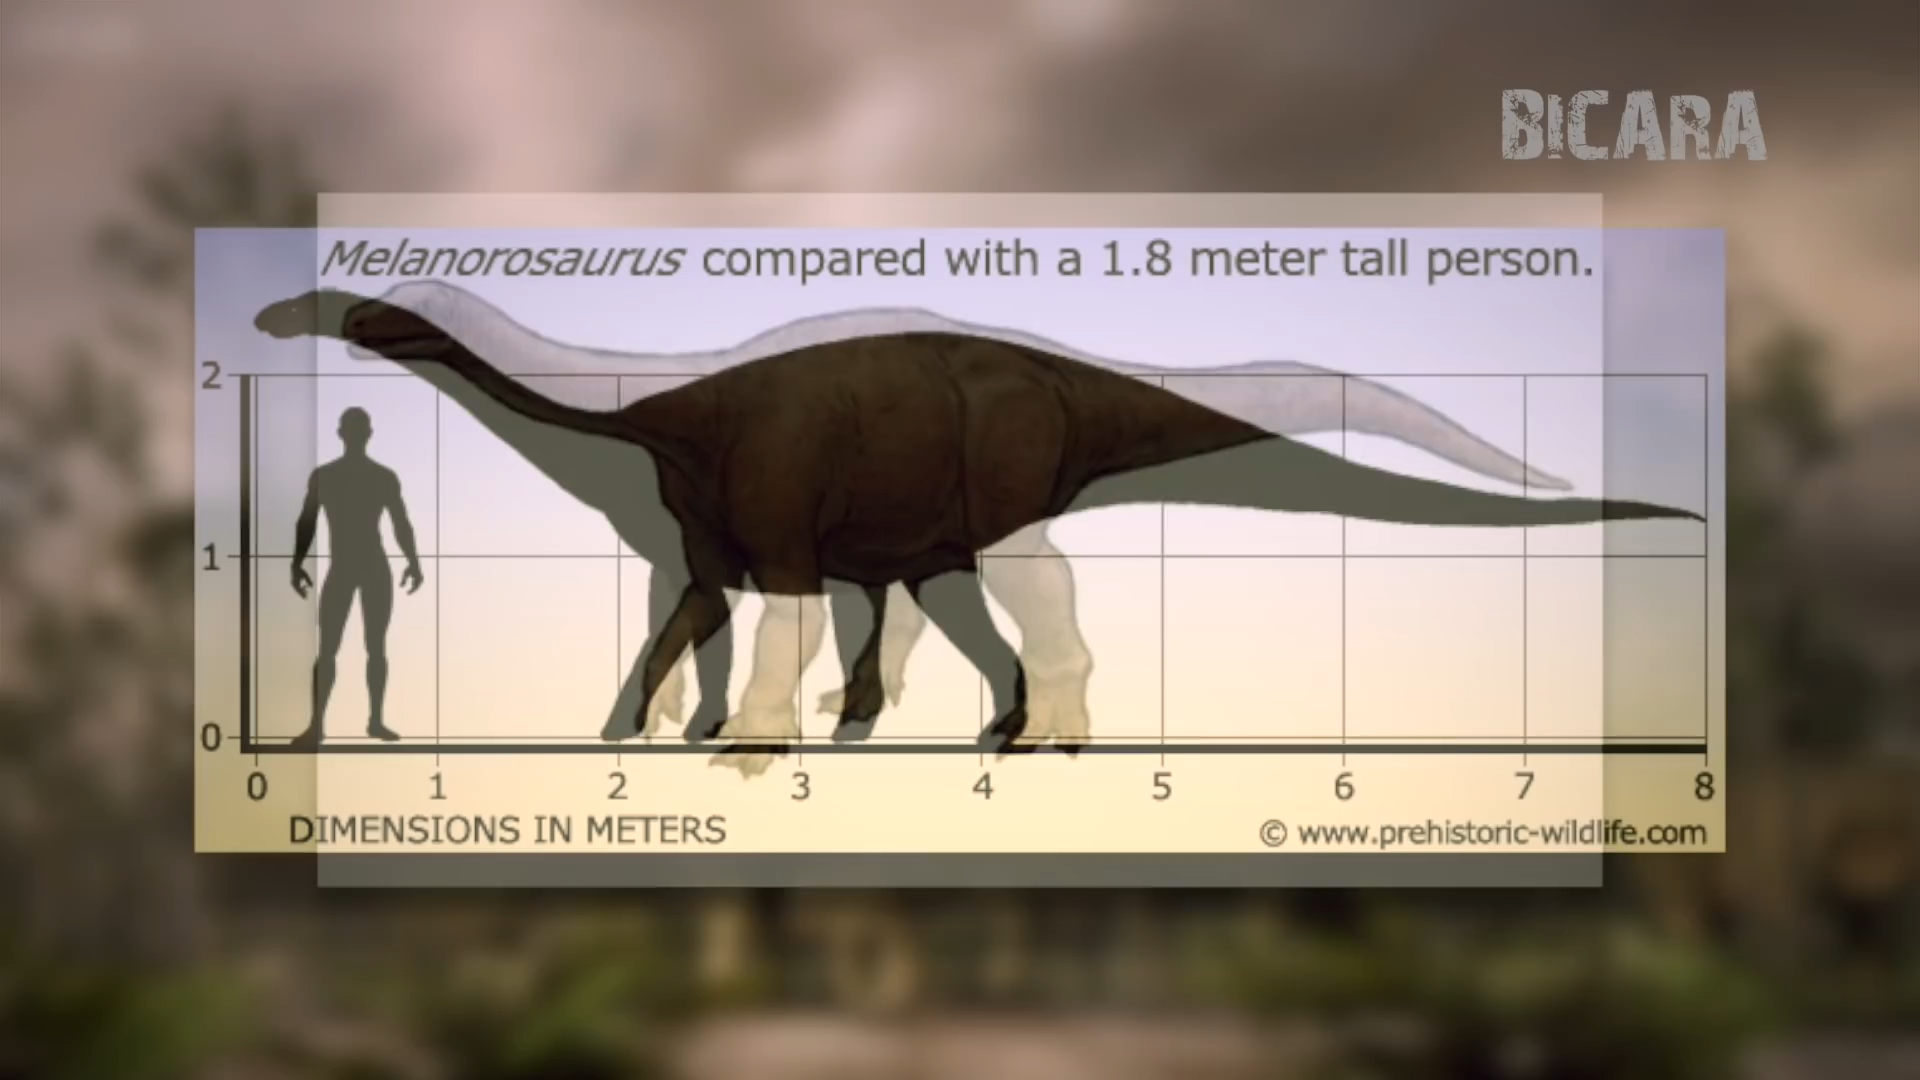 BICARA
Melanorosaurus compared with a 1.8 meter tall person.
2
1
0
0 1 2 3 4 5 6 7 8
DIMENSIONS IN METERS
© www.prehistoric-wildlife.com